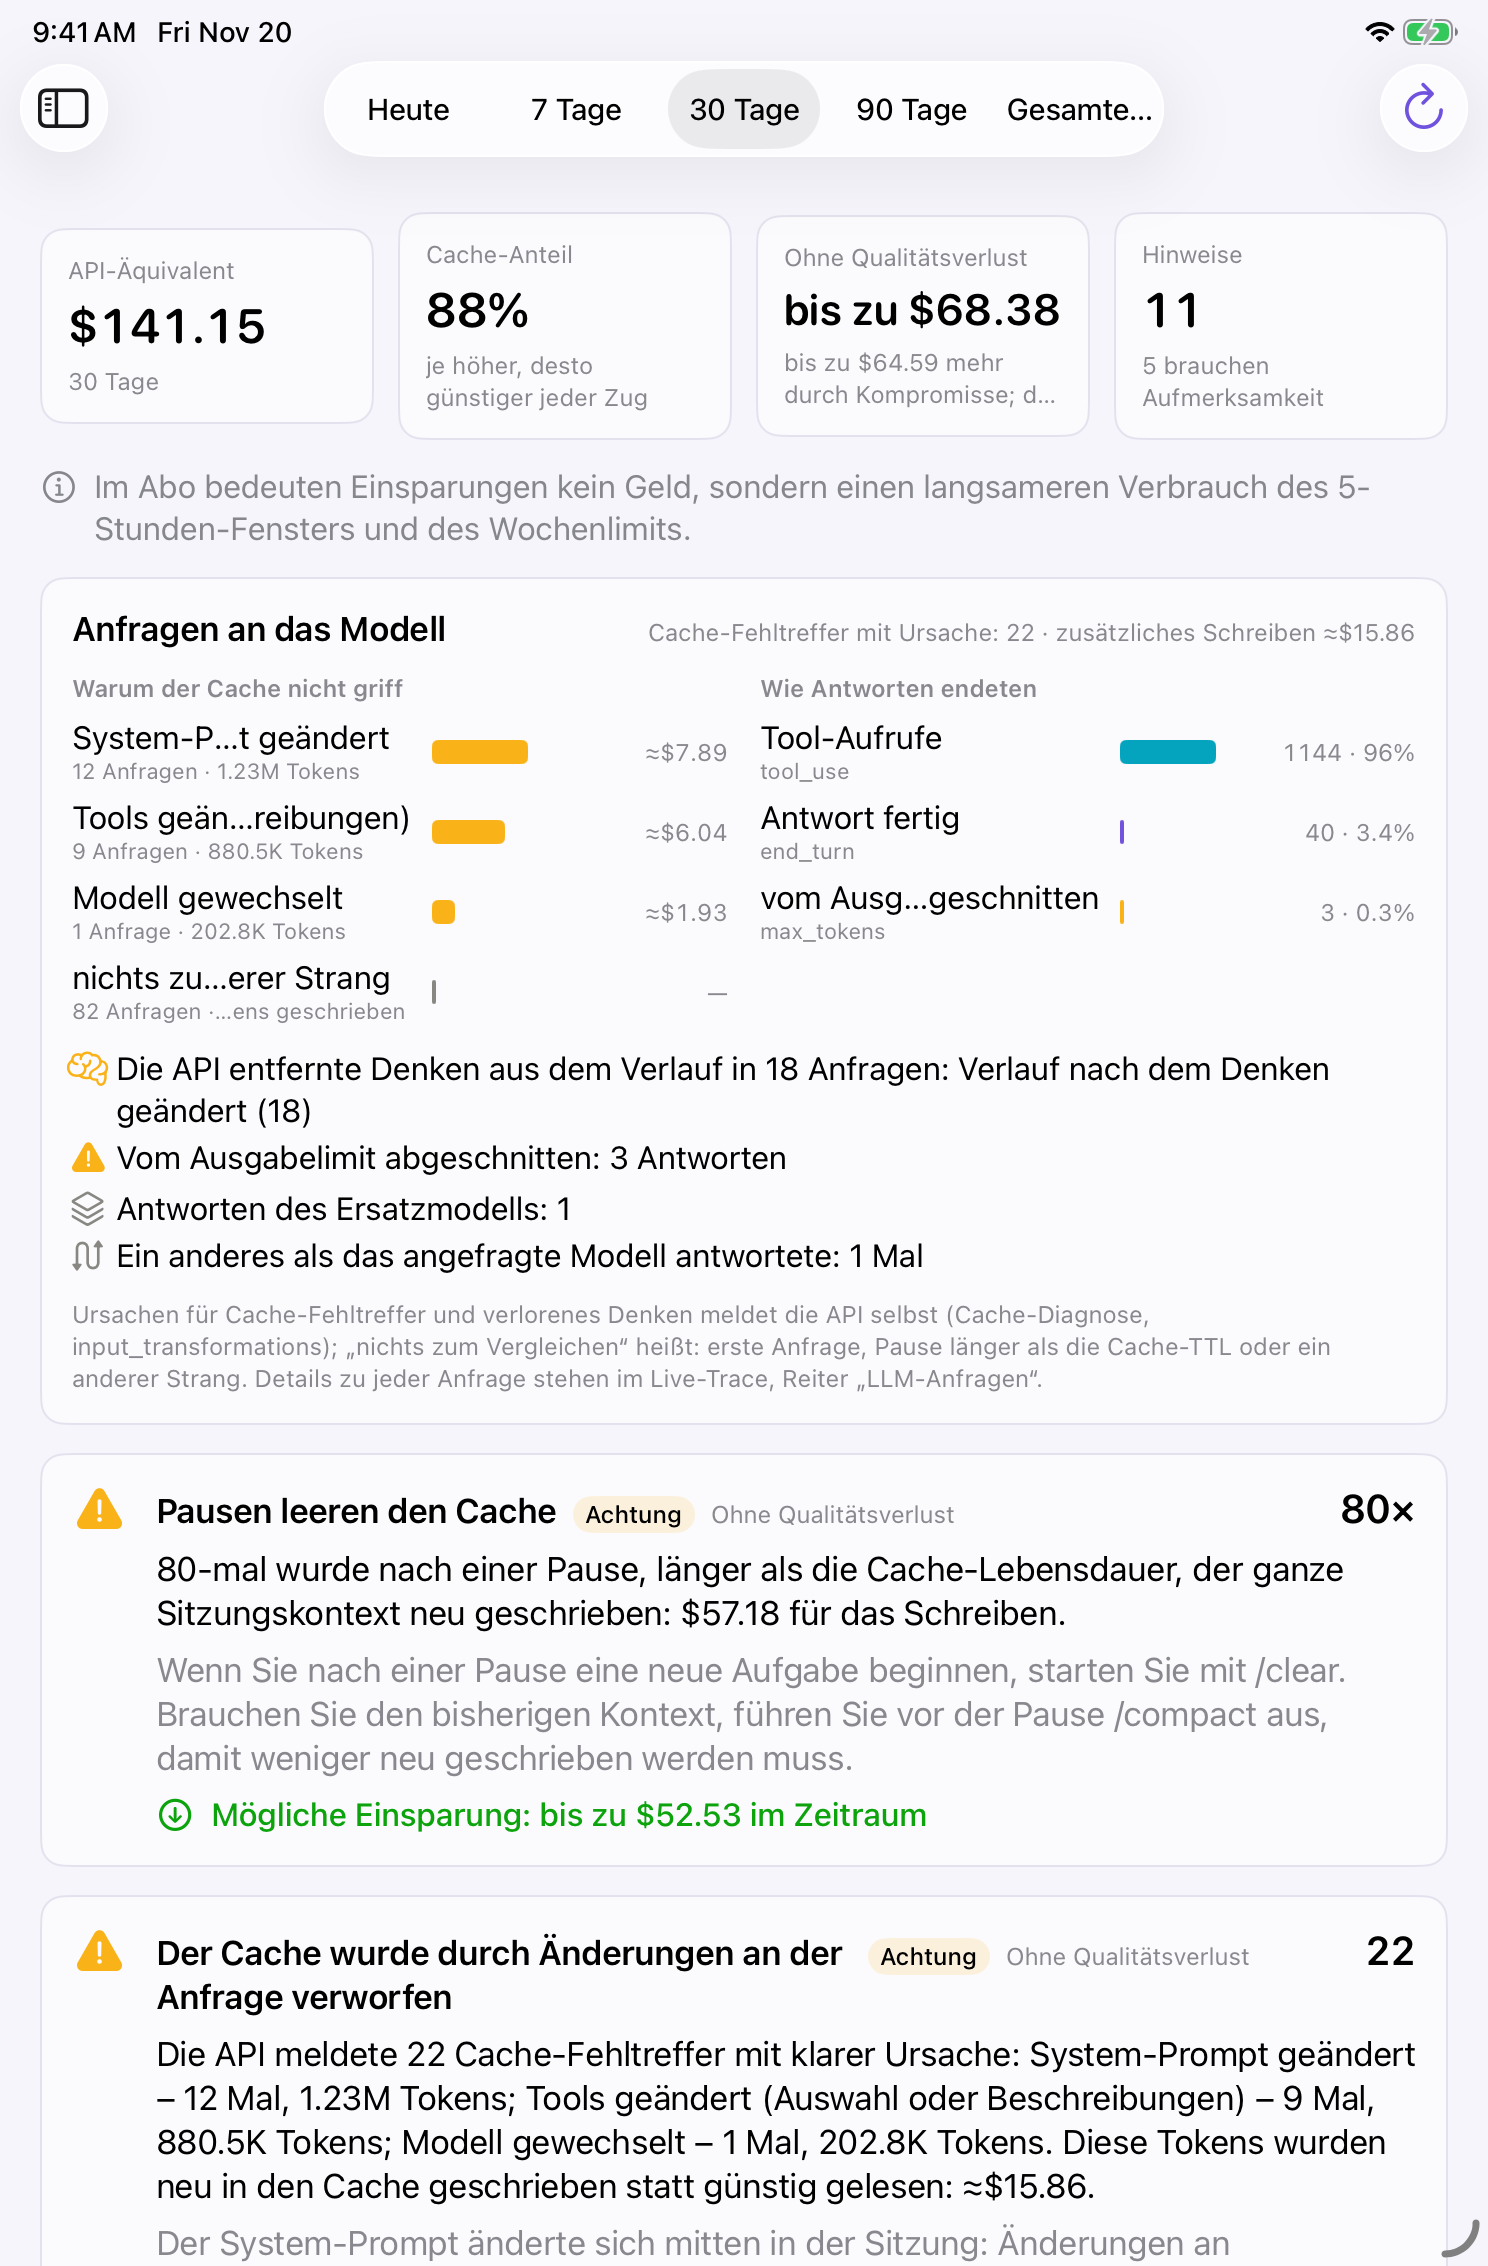 9:41 AM Fri Nov 20
Heute
7 Tage
30 Tage
90 Tage
Gesamte...
API-Äquivalent
$141.15
30 Tage
Cache-Anteil
88%
je höher, desto
günstiger jeder Zug
Ohne Qualitätsverlust
bis zu $68.38
bis zu $64.59 mehr
durch Kompromisse; d...
Hinweise
11
5 brauchen
Aufmerksamkeit
Im Abo bedeuten Einsparungen kein Geld, sondern einen langsameren Verbrauch des 5-
Stunden-Fensters und des Wochenlimits.
Anfragen an das Modell
Cache-Fehltreffer mit Ursache: 22 · zusätzliches Schreiben ≈$15.86
Warum der Cache nicht griff
System-P...t geändert
≈$7.89
12 Anfragen · 1.23M Tokens
Tools geän...reibungen)
≈$6.04
9 Anfragen · 880.5K Tokens
Modell gewechselt
≈$1.93
1 Anfrage · 202.8K Tokens
nichts zu...erer Strang
—
82 Anfragen ·...ens geschrieben
Wie Antworten endeten
Tool-Aufrufe
1144 · 96%
tool_use
Antwort fertig
40 · 3.4%
end_turn
vom Ausg...geschnitten
3 · 0.3%
max_tokens
Die API entfernte Denken aus dem Verlauf in 18 Anfragen: Verlauf nach dem Denken
geändert (18)
Vom Ausgabelimit abgeschnitten: 3 Antworten
Antworten des Ersatzmodells: 1
Ein anderes als das angefragte Modell antwortete: 1 Mal
Ursachen für Cache-Fehltreffer und verlorenes Denken meldet die API selbst (Cache-Diagnose,
input_transformations); „nichts zum Vergleichen“ heißt: erste Anfrage, Pause länger als die Cache-TTL oder ein
anderer Strang. Details zu jeder Anfrage stehen im Live-Trace, Reiter „LLM-Anfragen“.
Pausen leeren den Cache
Achtung
Ohne Qualitätsverlust
80×
80-mal wurde nach einer Pause, länger als die Cache-Lebensdauer, der ganze
Sitzungskontext neu geschrieben: $57.18 für das Schreiben.
Wenn Sie nach einer Pause eine neue Aufgabe beginnen, starten Sie mit /clear.
Brauchen Sie den bisherigen Kontext, führen Sie vor der Pause /compact aus,
damit weniger neu geschrieben werden muss.
Mögliche Einsparung: bis zu $52.53 im Zeitraum
Der Cache wurde durch Änderungen an der
Anfrage verworfen
Achtung
Ohne Qualitätsverlust
22
Die API meldete 22 Cache-Fehltreffer mit klarer Ursache: System-Prompt geändert
– 12 Mal, 1.23M Tokens; Tools geändert (Auswahl oder Beschreibungen) – 9 Mal,
880.5K Tokens; Modell gewechselt – 1 Mal, 202.8K Tokens. Diese Tokens wurden
neu in den Cache geschrieben statt günstig gelesen: ≈$15.86.
Der System-Prompt änderte sich mitten in der Sitzung: Änderungen an